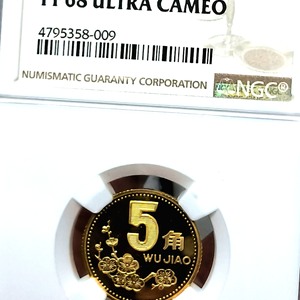 PF 68 ULTRA CAMEO
4795358-009
NUMISMATIC GUARANTY CORPORATION
NGC®
5角
WU JIAO